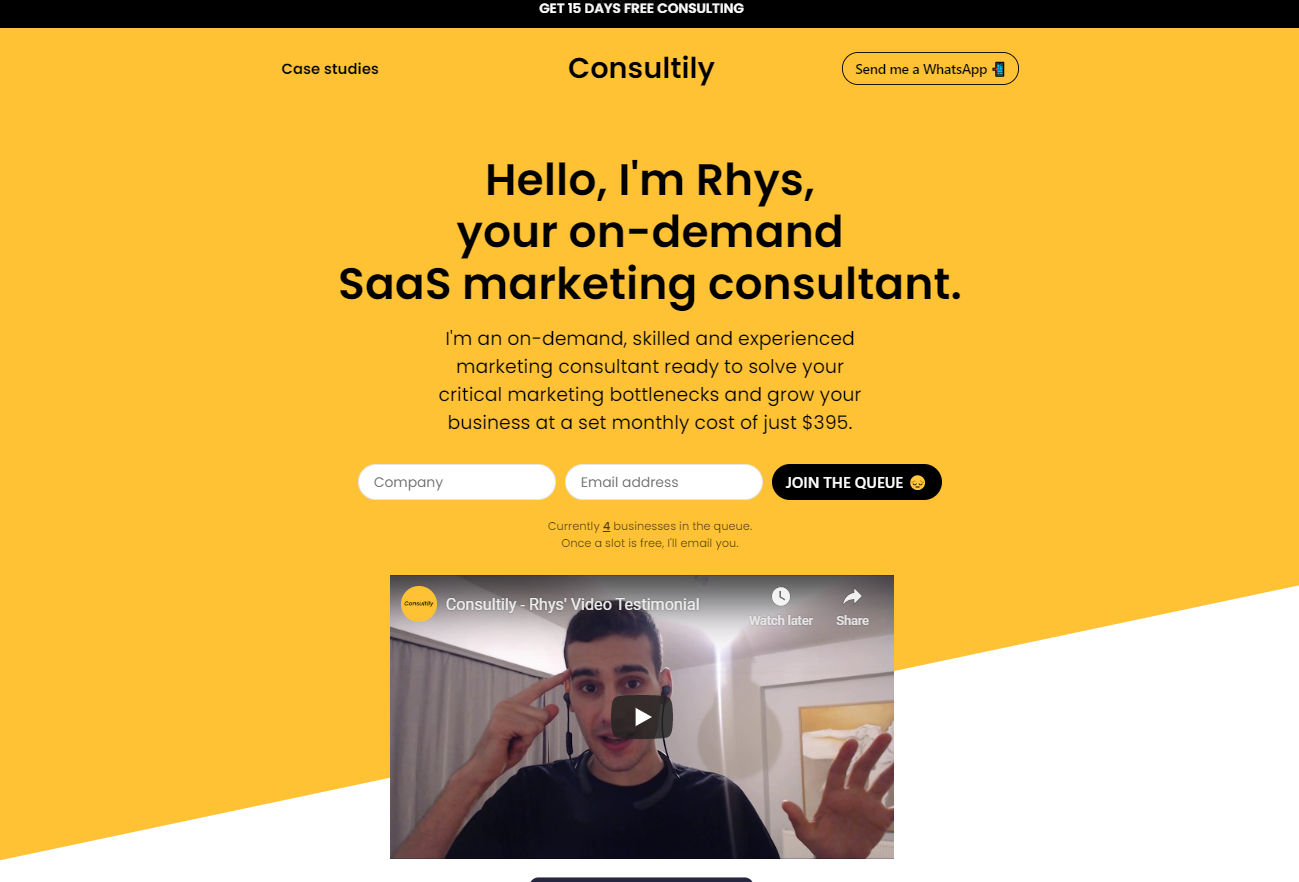 GET 15 DAYS FREE CONSULTING
Case studies
Consultily
Send me a WhatsApp
Hello, I'm Rhys,
your on-demand
SaaS marketing consultant.
I'm an on-demand, skilled and experienced
marketing consultant ready to solve your
critical marketing bottlenecks and grow your
business at a set monthly cost of just $395.
Company
Email address
JOIN THE QUEUE 😔
Currently 4 businesses in the queue.
Once a slot is free, I'll email you.
Consultily
Consultily - Rhys' Video Testimonial
Watch later
Share